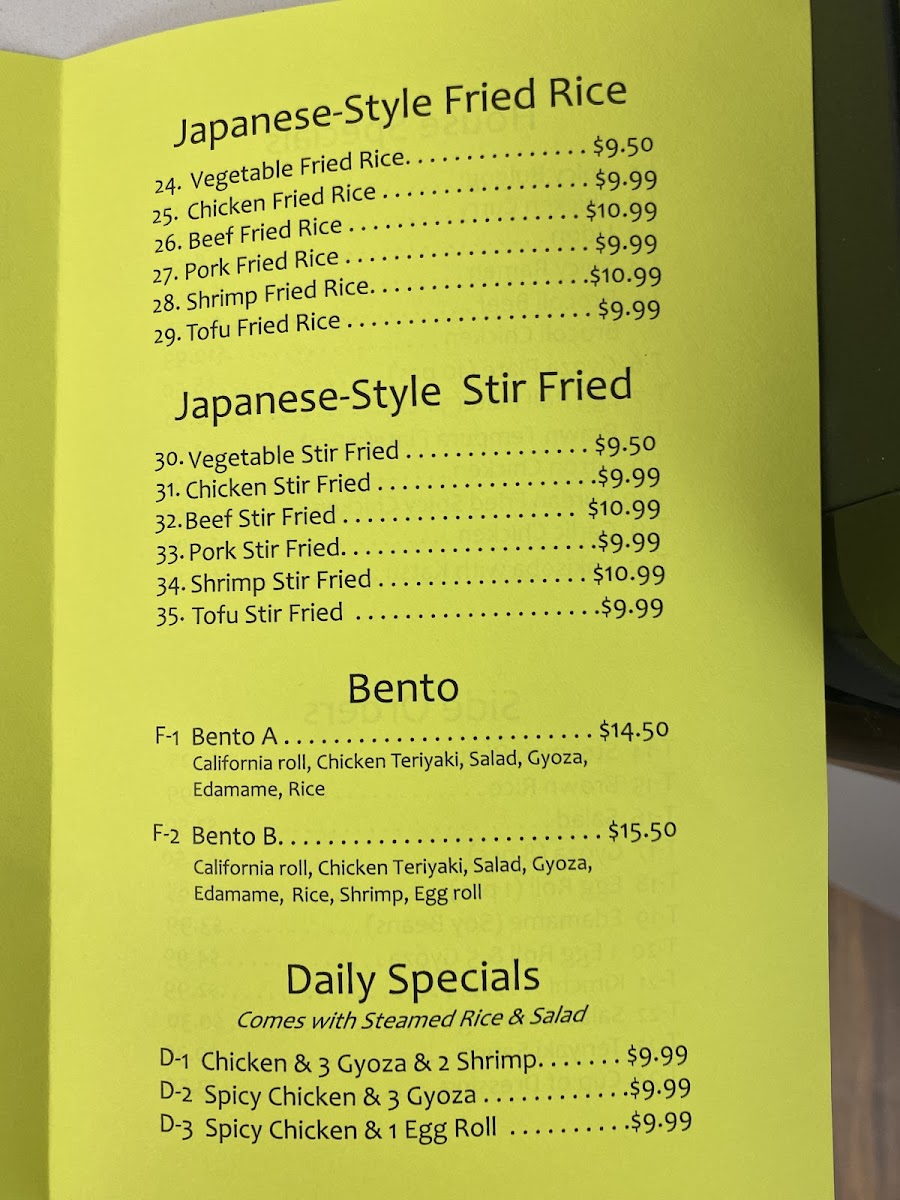 Japanese-Style Fried Rice
24. Vegetable Fried Rice. . . . . . . . . . . . . . . $9.50
25. Chicken Fried Rice . . . . . . . . . . . . . . . . . $9.99
26. Beef Fried Rice . . . . . . . . . . . . . . . . . . . $10.99
27. Pork Fried Rice . . . . . . . . . . . . . . . . . . . . $9.99
28. Shrimp Fried Rice. . . . . . . . . . . . . . . . . .$10.99
29. Tofu Fried Rice . . . . . . . . . . . . . . . . . . . . $9.99
Japanese-Style Stir Fried
30. Vegetable Stir Fried . . . . . . . . . . . . . . . $9.50
31. Chicken Stir Fried . . . . . . . . . . . . . . . . . .$9.99
32. Beef Stir Fried . . . . . . . . . . . . . . . . . . . $10.99
33. Pork Stir Fried. . . . . . . . . . . . . . . . . . . . .$9.99
34. Shrimp Stir Fried . . . . . . . . . . . . . . . . $10.99
35. Tofu Stir Fried . . . . . . . . . . . . . . . . . . . .$9.99
Bento
F-1 Bento A . . . . . . . . . . . . . . . . . . . . . . . . . $14.50
California roll, Chicken Teriyaki, Salad, Gyoza,
Edamame, Rice
F-2 Bento B. . . . . . . . . . . . . . . . . . . . . . . . . . $15.50
California roll, Chicken Teriyaki, Salad, Gyoza,
Edamame, Rice, Shrimp, Egg roll
Daily Specials
Comes with Steamed Rice & Salad
D-1 Chicken & 3 Gyoza & 2 Shrimp. . . . . . . $9.99
D-2 Spicy Chicken & 3 Gyoza . . . . . . . . . . . .$9.99
D-3 Spicy Chicken & 1 Egg Roll . . . . . . . . . .$9.99